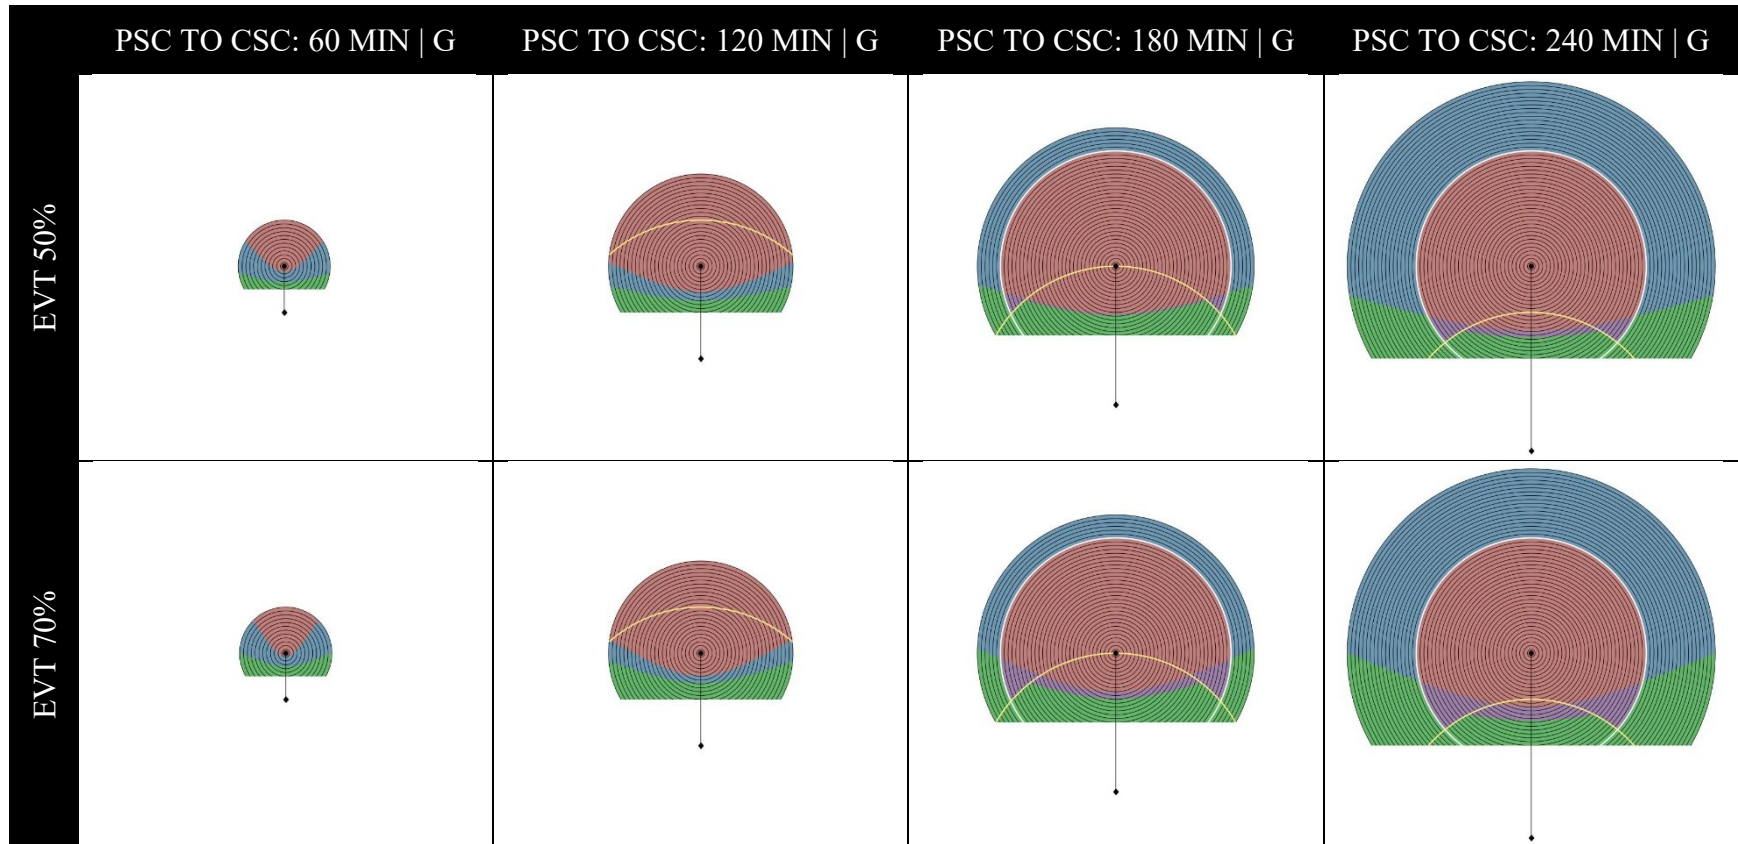 PSC TO CSC: 60 MIN | G
PSC TO CSC: 120 MIN | G
PSC TO CSC: 180 MIN | G
PSC TO CSC: 240 MIN | G
EVT 50%
EVT 70%